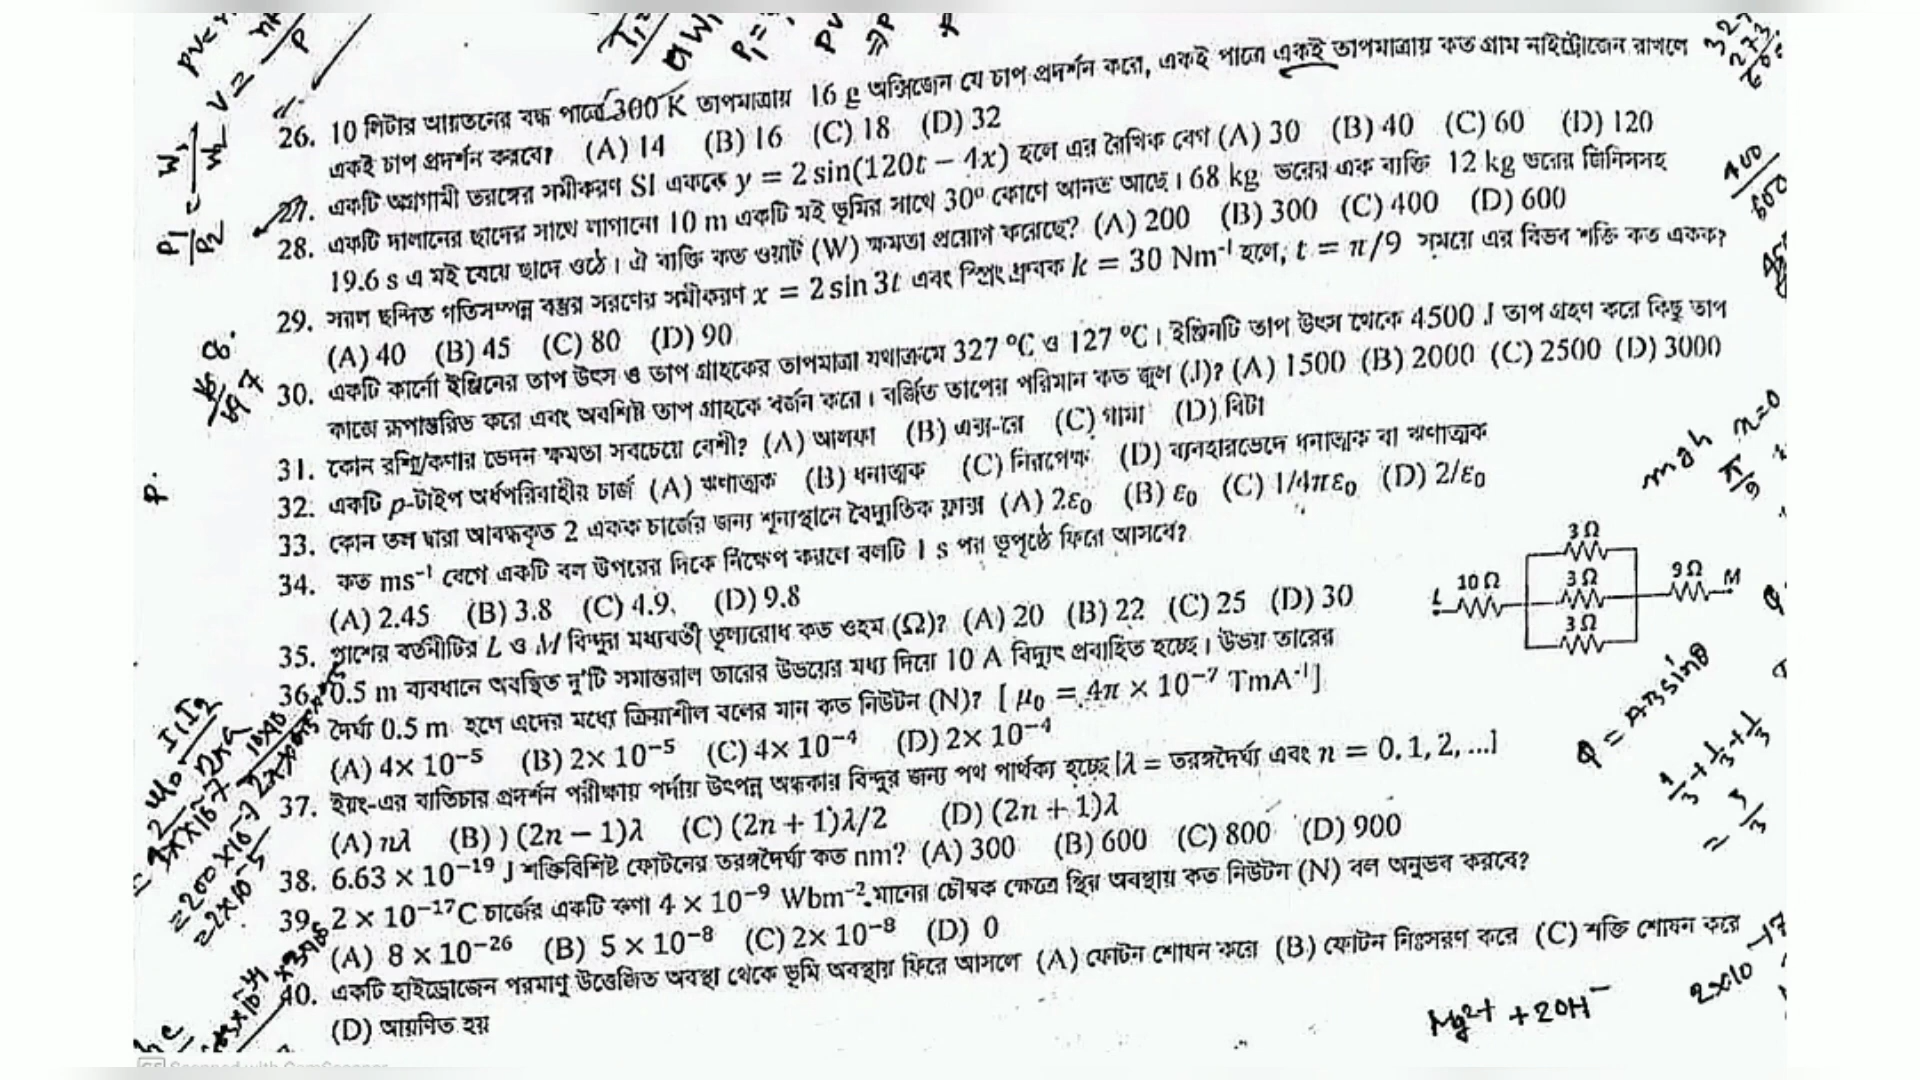 26. 10 লিটার আয়তনের বদ্ধ পাত্রে 300 K তাপমাত্রায় 16 g অক্সিজেন যে চাপ প্রদর্শন করে, একই পাত্রে একই তাপমাত্রায় কত গ্রাম নাইট্রোজেন রাখলে
একই চাপ প্রদর্শন করবে? (A) 14 (B) 16 (C) 18 (D) 32
27. একটি অগ্রগামী তরঙ্গের সমীকরণ SI এককে y = 2 sin(120t − 4x) হলে এর রৈখিক বেগ (A) 30 (B) 40 (C) 60 (D) 120
28. একটি দালানের ছাদের সাথে লাগানো 10 m একটি মই ভূমির সাথে 30° কোণে আনত আছে। 68 kg ভরের এক ব্যক্তি 12 kg ভরের জিনিসসহ
19.6 s এ মই বেয়ে ছাদে ওঠে। ঐ ব্যক্তি কত ওয়াট (W) ক্ষমতা প্রয়োগ করেছে? (A) 200 (B) 300 (C) 400 (D) 600
29. সরল ছন্দিত গতিসম্পন্ন বস্তুর সরণের সমীকরণ x = 2 sin 3t এবং স্প্রিং ধ্রুবক k = 30 Nm⁻¹ হলে, t = π/9 সময়ে এর বিভব শক্তি কত একক?
(A) 40 (B) 45 (C) 80 (D) 90
30. একটি কার্নো ইঞ্জিনের তাপ উৎস ও তাপ গ্রাহকের তাপমাত্রা যথাক্রমে 327 °C ও 127 °C। ইঞ্জিনটি তাপ উৎস থেকে 4500 J তাপ গ্রহণ করে কিছু তাপ
কাজে রূপান্তরিত করে এবং অবশিষ্ট তাপ গ্রাহকে বর্জন করে। বর্জিত তাপের পরিমান কত জুল (J)? (A) 1500 (B) 2000 (C) 2500 (D) 3000
31. কোন রশ্মি/কণার ভেদন ক্ষমতা সবচেয়ে বেশী? (A) আলফা (B) এক্স-রে (C) গামা (D) বিটা
32. একটি p-টাইপ অর্ধপরিবাহীর চার্জ (A) ঋণাত্মক (B) ধনাত্মক (C) নিরপেক্ষ (D) ব্যবহারভেদে ধনাত্মক বা ঋণাত্মক
33. কোন তল দ্বারা আবদ্ধকৃত 2 একক চার্জের জন্য শূন্যস্থানে বৈদ্যুতিক ফ্লাক্স (A) 2ε₀ (B) ε₀ (C) 1/4πε₀ (D) 2/ε₀
34. কত ms⁻¹ বেগে একটি বল উপরের দিকে নিক্ষেপ করলে বলটি 1 s পর ভূপৃষ্ঠে ফিরে আসবে?
(A) 2.45 (B) 3.8 (C) 4.9 (D) 9.8
35. পাশের বর্তনীটির L ও M বিন্দুর মধ্যবর্তী তুল্যরোধ কত ওহম (Ω)? (A) 20 (B) 22 (C) 25 (D) 30
3 Ω
10 Ω 3 Ω 9 Ω
L M
3 Ω
36. 0.5 m ব্যবধানে অবস্থিত দু'টি সমান্তরাল তারের উভয়ের মধ্য দিয়ে 10 A বিদ্যুৎ প্রবাহিত হচ্ছে। উভয় তারের
দৈর্ঘ্য 0.5 m হলে এদের মধ্যে ক্রিয়াশীল বলের মান কত নিউটন (N)? [ μ₀ = 4π × 10⁻⁷ TmA⁻¹]
(A) 4× 10⁻⁵ (B) 2× 10⁻⁵ (C) 4× 10⁻⁴ (D) 2× 10⁻⁴
37. ইয়ং-এর ব্যতিচার প্রদর্শন পরীক্ষায় পর্দায় উৎপন্ন অন্ধকার বিন্দুর জন্য পথ পার্থক্য হচ্ছে [λ = তরঙ্গদৈর্ঘ্য এবং n = 0, 1, 2, ...]
(A) nλ (B) ) (2n − 1)λ (C) (2n + 1)λ/2 (D) (2n + 1)λ
38. 6.63 × 10⁻¹⁹ J শক্তিবিশিষ্ট ফোটনের তরঙ্গদৈর্ঘ্য কত nm? (A) 300 (B) 600 (C) 800 (D) 900
39. 2 × 10⁻¹⁷C চার্জের একটি কণা 4 × 10⁻⁹ Wbm⁻² মানের চৌম্বক ক্ষেত্রে স্থির অবস্থায় কত নিউটন (N) বল অনুভব করবে?
(A) 8 × 10⁻²⁶ (B) 5 × 10⁻⁸ (C) 2× 10⁻⁸ (D) 0
40. একটি হাইড্রোজেন পরমাণু উত্তেজিত অবস্থা থেকে ভূমি অবস্থায় ফিরে আসলে (A) ফোটন শোষন করে (B) ফোটন নিঃসরণ করে (C) শক্তি শোষন করে
(D) আয়ণিত হয়
Mg²⁺ + 2OH⁻